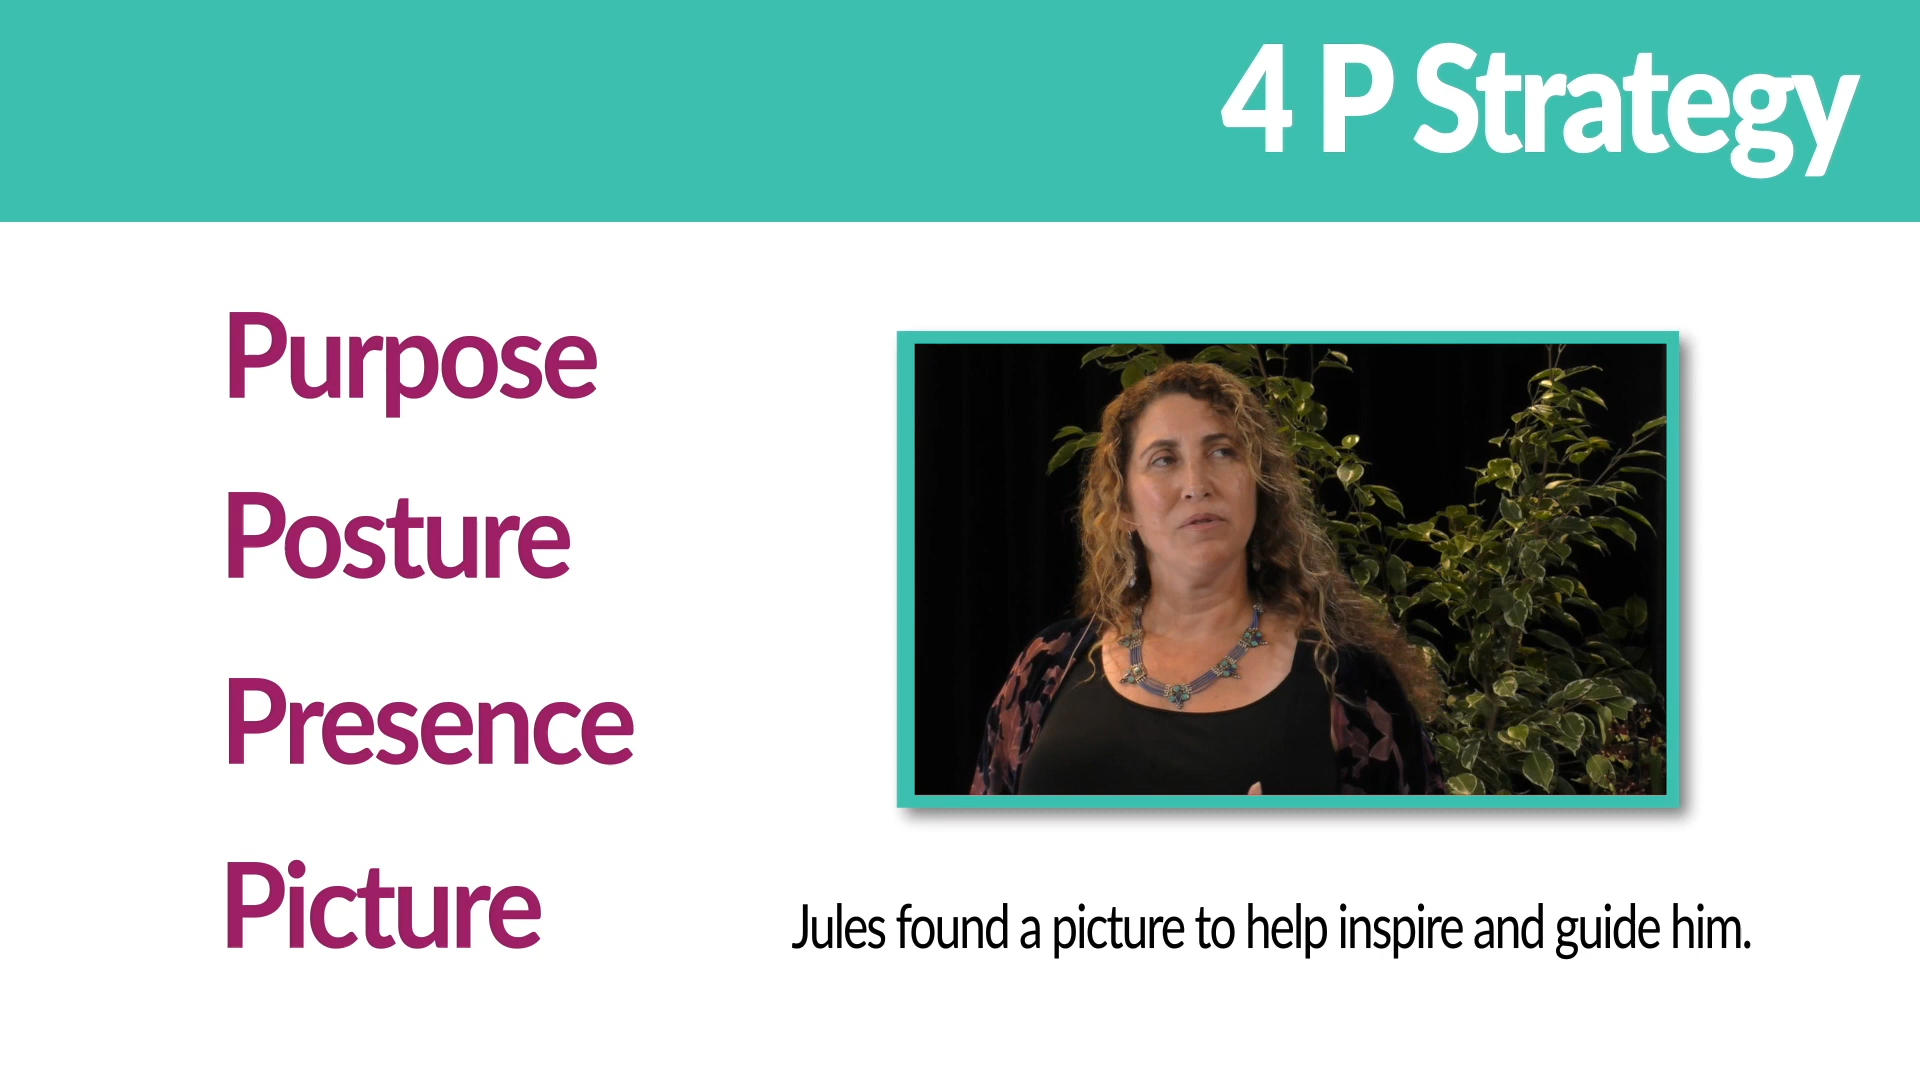 4 P Strategy
Purpose
Posture
Presence
Picture
Jules found a picture to help inspire and guide him.